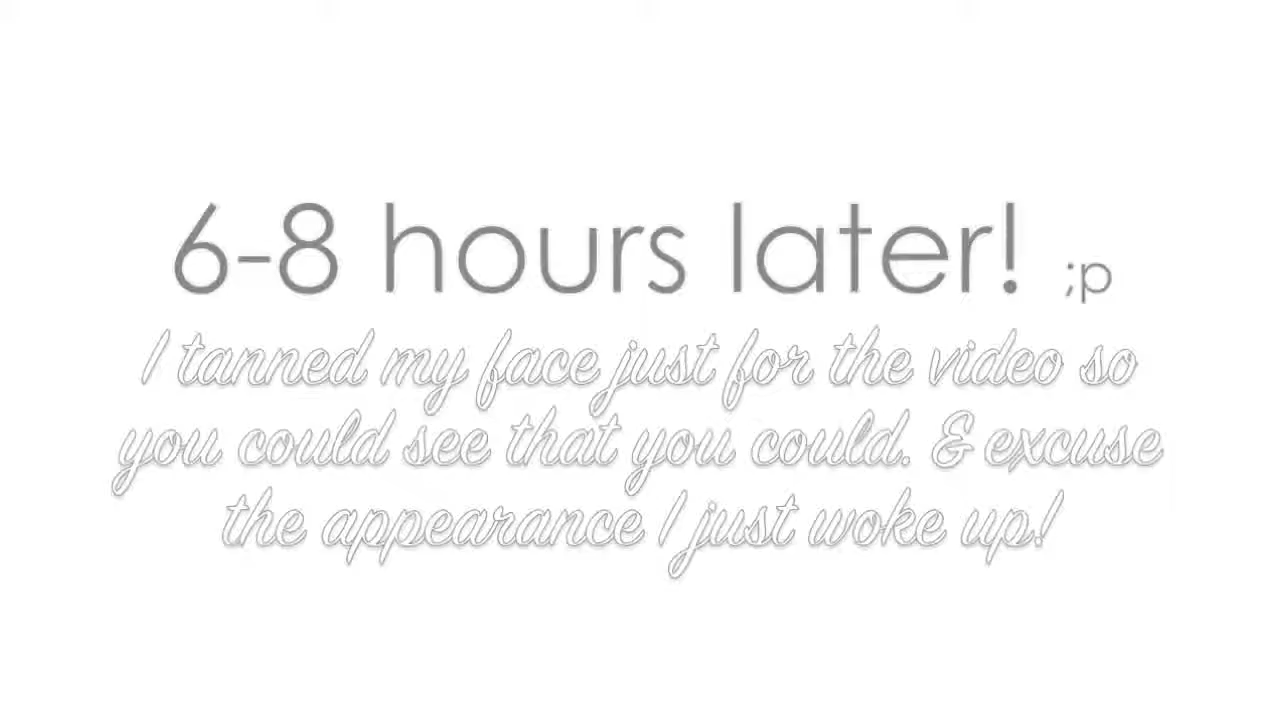 6-8 hours later! ;p
I tanned my face just for the video so
you could see that you could. & excuse
the appearance I just woke up!